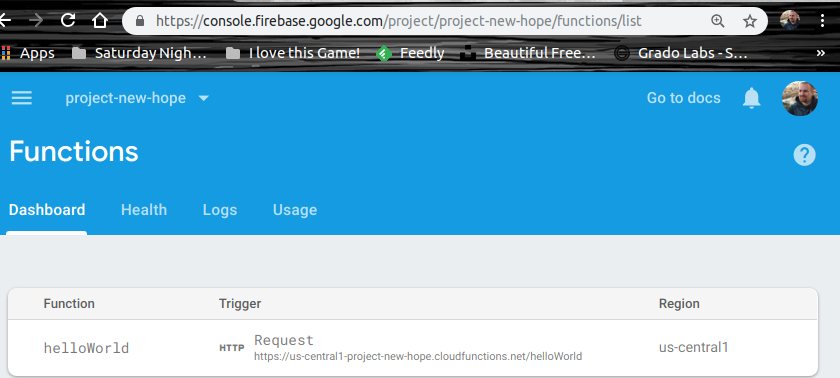 https://console.firebase.google.com/project/project-new-hope/functions/list
Apps Saturday Nigh... I love this Game! Feedly Beautiful Free... Grado Labs - S... »
project-new-hope Go to docs
Functions
?
Dashboard Health Logs Usage
Function Trigger Region
helloWorld HTTP Request us-central1
https://us-central1-project-new-hope.cloudfunctions.net/helloWorld